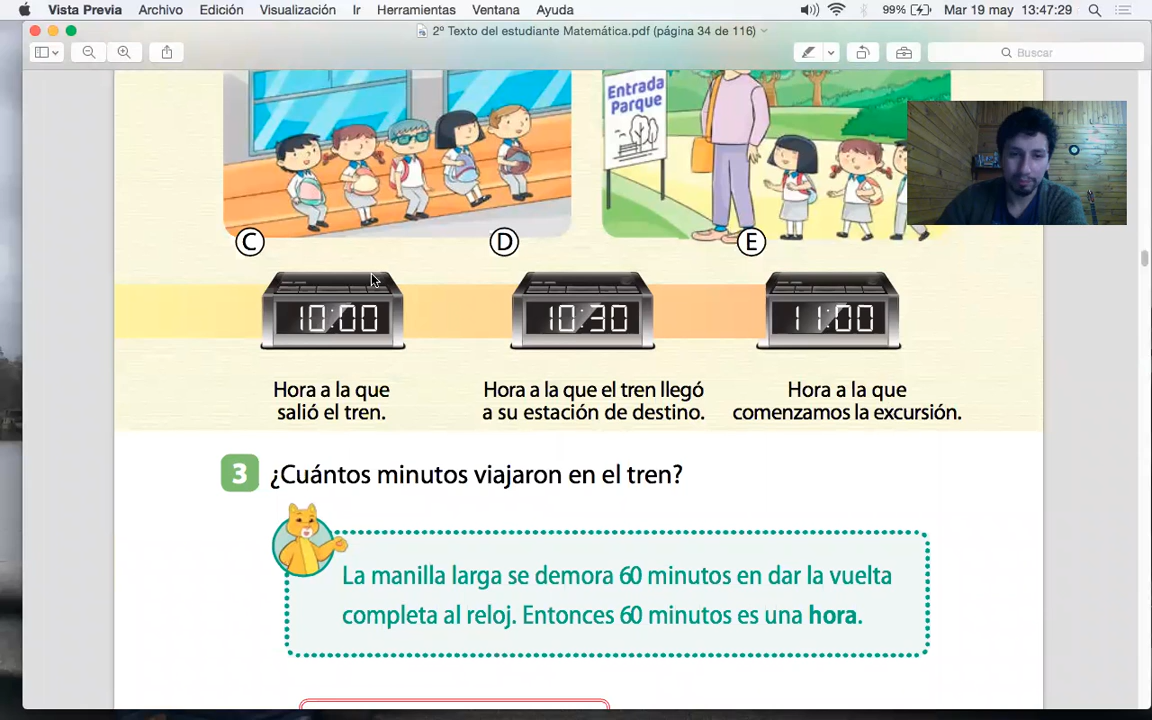 Vista Previa Archivo Edición Visualización Ir Herramientas Ventana Ayuda 99% Mar 19 may 13:47:29
2º Texto del estudiante Matemática.pdf (página 34 de 116)
Buscar
Entrada
Parque
C D E
10:00 10:30 11:00
Hora a la que
salió el tren.
Hora a la que el tren llegó
a su estación de destino.
Hora a la que
comenzamos la excursión.
3 ¿Cuántos minutos viajaron en el tren?
La manilla larga se demora 60 minutos en dar la vuelta
completa al reloj. Entonces 60 minutos es una hora.